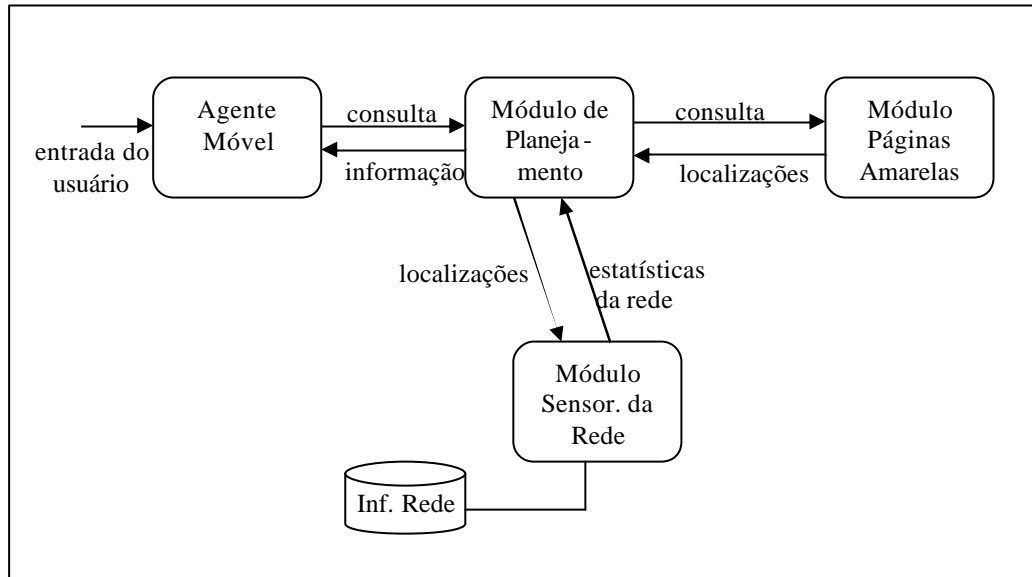 Agente
Móvel
consulta
Módulo de
Planeja -
mento
consulta
Módulo
Páginas
Amarelas
entrada do
usuário
informação
localizações
localizações
estatísticas
da rede
Módulo
Sensor. da
Rede
Inf. Rede